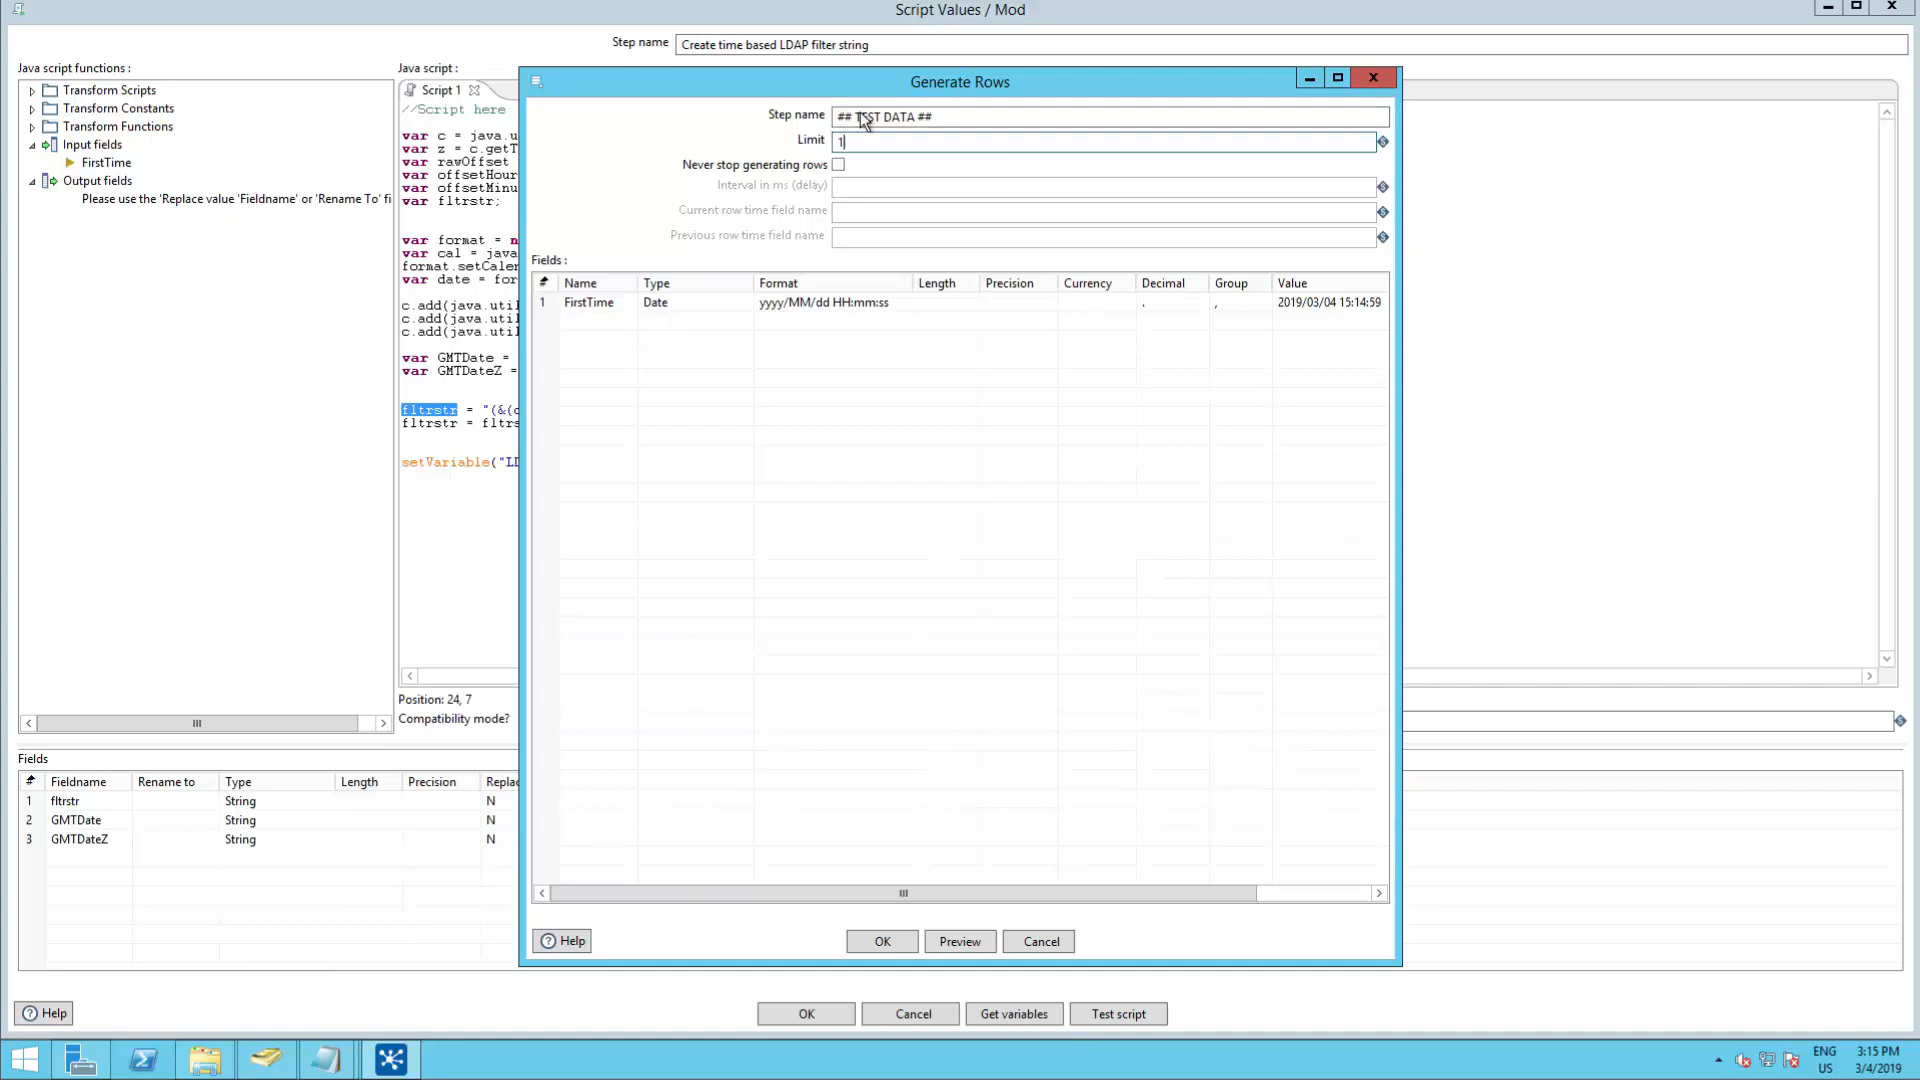 Script Values / Mod
Step name
Create time based LDAP filter string
Java script functions :
Java script :
Transform Scripts
Transform Constants
Transform Functions
Input fields
FirstTime
Output fields
Please use the 'Replace value 'Fieldname' or 'Rename To' fi
Script 1
//Script here
var c = java.u
var z = c.getT
var rawOffset
var offsetHour
var offsetMinu
var fltrstr;
var format = n
var cal = java
format.setCaler
var date = for
c.add(java.util
c.add(java.util
c.add(java.util
var GMTDate =
var GMTDateZ =
fltrstr = "(&(c
fltrstr = fltrs
setVariable("LD
Position: 24, 7
Compatibility mode?
Generate Rows
Step name
## TEST DATA ##
Limit
1
Never stop generating rows
Interval in ms (delay)
Current row time field name
Previous row time field name
Fields :
# Name Type Format Length Precision Currency Decimal Group Value
1 FirstTime Date yyyy/MM/dd HH:mm:ss . , 2019/03/04 15:14:59
Help
OK
Preview
Cancel
Fields
# Fieldname Rename to Type Length Precision Replac
1 fltrstr String N
2 GMTDate String N
3 GMTDateZ String N
Help
OK
Cancel
Get variables
Test script
ENG
US
3:15 PM
3/4/2019